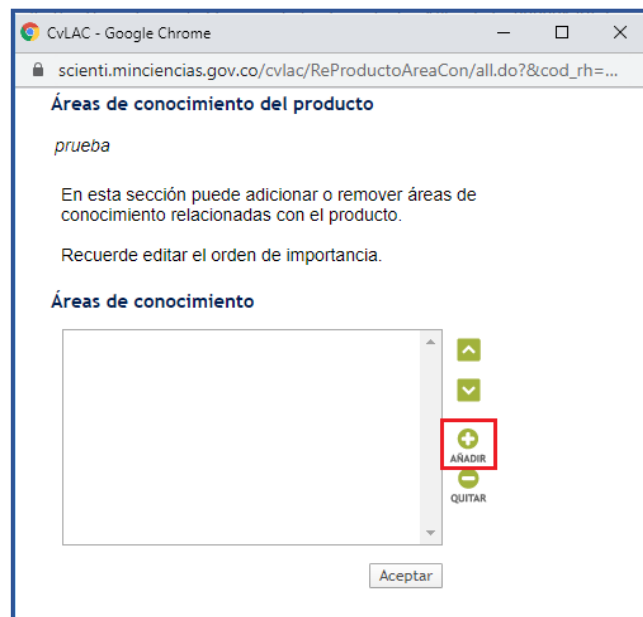 CvLAC - Google Chrome
scienti.minciencias.gov.co/cvlac/ReProductoAreaCon/all.do?&cod_rh=...
Áreas de conocimiento del producto
prueba
En esta sección puede adicionar o remover áreas de
conocimiento relacionadas con el producto.
Recuerde editar el orden de importancia.
Áreas de conocimiento
AÑADIR
QUITAR
Aceptar